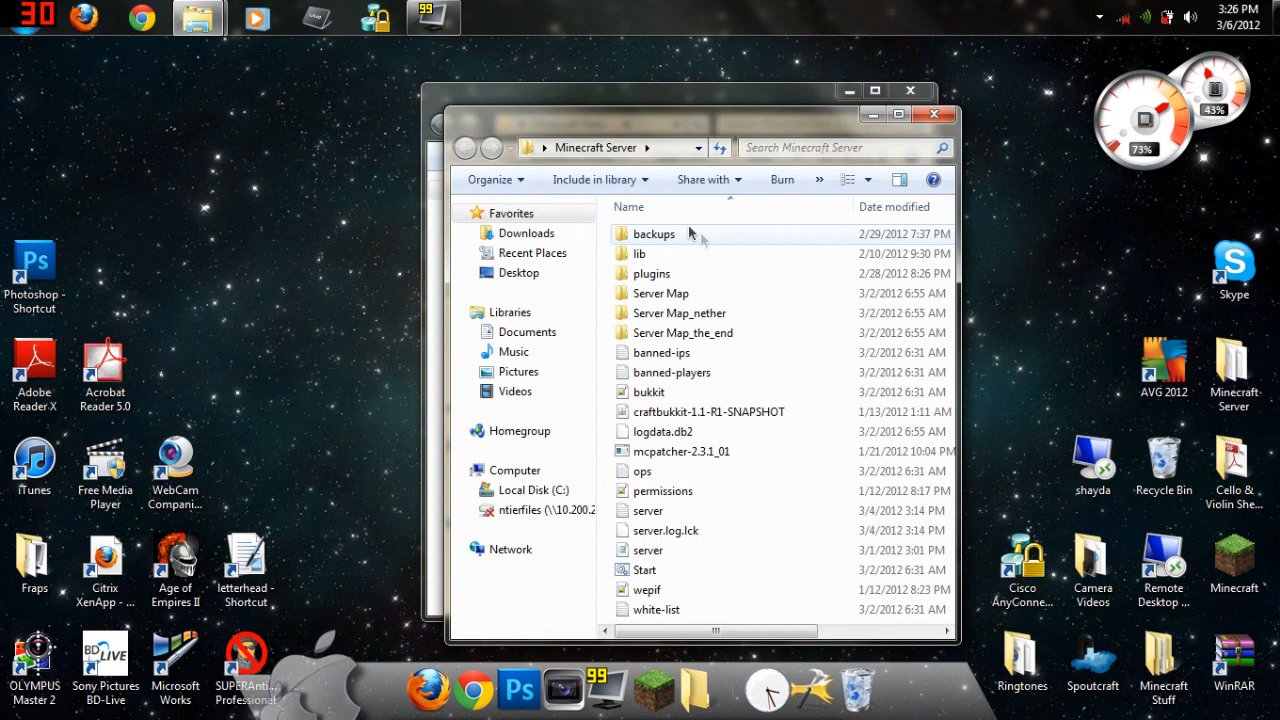 30
99
3:26 PM
3/6/2012
43%
73%
Minecraft Server
Search Minecraft Server
Organize
Include in library
Share with
Burn
»
Favorites
Downloads
Recent Places
Desktop
Libraries
Documents
Music
Pictures
Videos
Homegroup
Computer
Local Disk (C:)
ntierfiles (\\10.200.2
Network
Name
Date modified
backups 2/29/2012 7:37 PM
lib 2/10/2012 9:30 PM
plugins 2/28/2012 8:26 PM
Server Map 3/2/2012 6:55 AM
Server Map_nether 3/2/2012 6:55 AM
Server Map_the_end 3/2/2012 6:55 AM
banned-ips 3/2/2012 6:31 AM
banned-players 3/2/2012 6:31 AM
bukkit 3/2/2012 6:31 AM
craftbukkit-1.1-R1-SNAPSHOT 1/13/2012 1:11 AM
logdata.db2 3/2/2012 6:55 AM
mcpatcher-2.3.1_01 1/21/2012 10:04 PM
ops 3/2/2012 6:31 AM
permissions 1/12/2012 8:17 PM
server 3/4/2012 3:14 PM
server.log.lck 3/4/2012 3:14 PM
server 3/1/2012 3:01 PM
Start 3/2/2012 6:31 AM
wepif 1/12/2012 8:23 PM
white-list 3/2/2012 6:31 AM
Ps
Photoshop -
Shortcut
Adobe
Reader X
Acrobat
Reader 5.0
iTunes
Free Media
Player
WebCam
Compani...
Fraps
Citrix
XenApp - ...
Age of
Empires II
letterhead -
Shortcut
OLYMPUS
Master 2
BD LIVE
Sony Pictures
BD-Live
Microsoft
Works
SUPERAnti...
Professional
Skype
AVG 2012
Minecraft
Server
shayda
Recycle Bin
Cello &
Violin She...
Cisco
AnyConne...
Camera
Videos
Remote
Desktop ...
Minecraft
Ringtones
Spoutcraft
Minecraft
Stuff
WinRAR
Ps
99